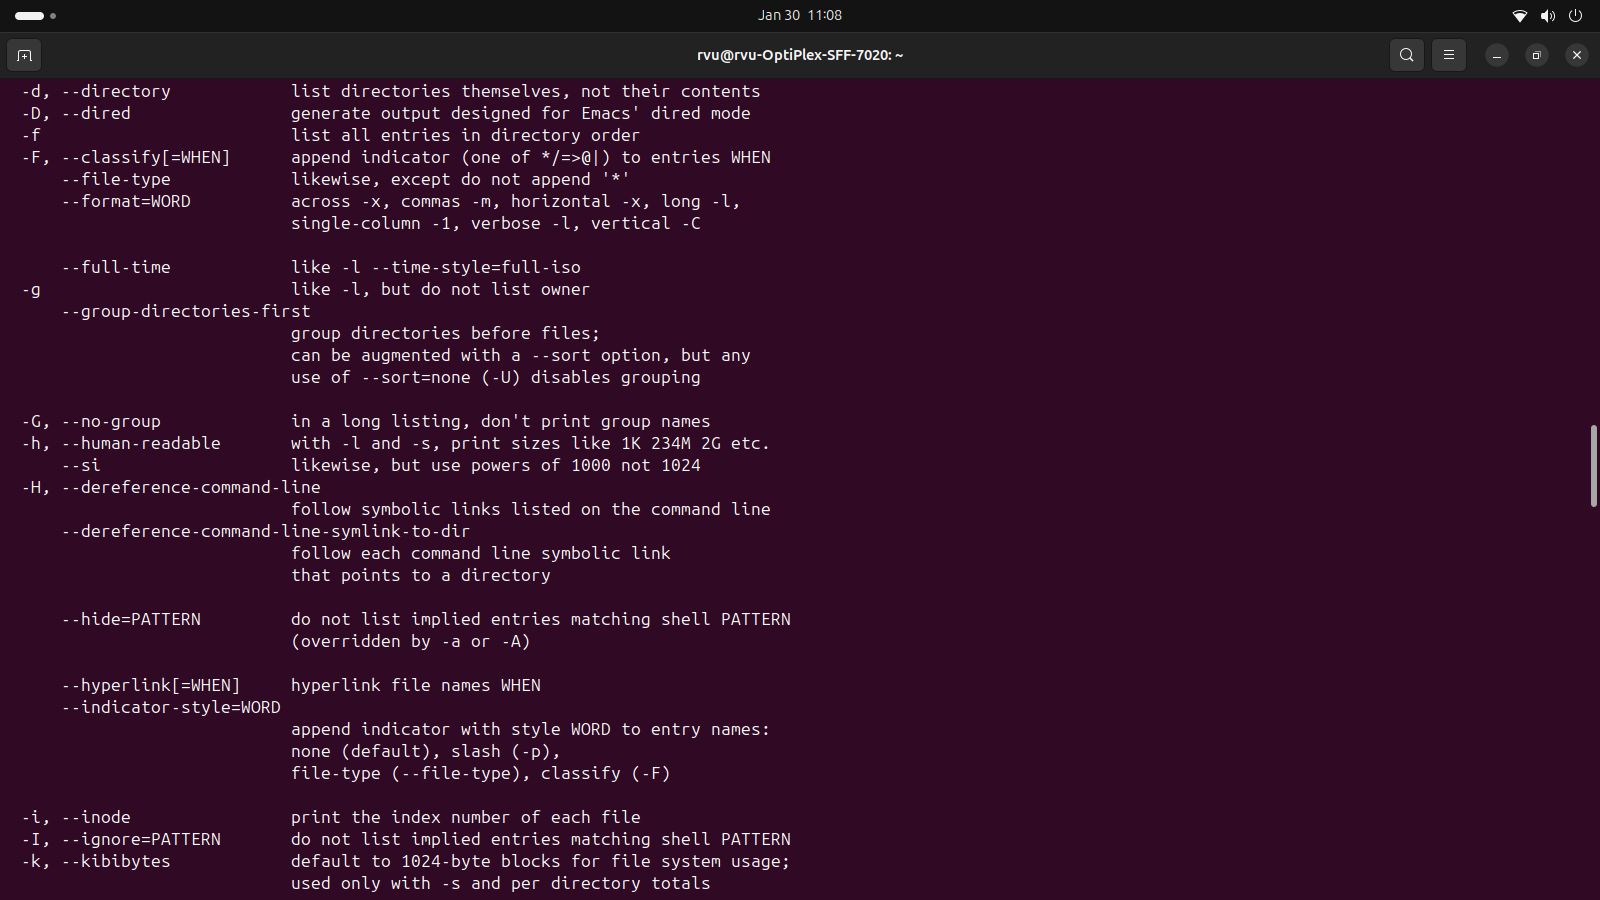 Jan 30 11:08
rvu@rvu-OptiPlex-SFF-7020: ~
-d, --directory            list directories themselves, not their contents
-D, --dired                generate output designed for Emacs' dired mode
-f                         list all entries in directory order
-F, --classify[=WHEN]      append indicator (one of */=>@|) to entries WHEN
    --file-type            likewise, except do not append '*'
    --format=WORD          across -x, commas -m, horizontal -x, long -l,
                           single-column -1, verbose -l, vertical -C
    --full-time            like -l --time-style=full-iso
-g                         like -l, but do not list owner
    --group-directories-first
                           group directories before files;
                           can be augmented with a --sort option, but any
                           use of --sort=none (-U) disables grouping
-G, --no-group             in a long listing, don't print group names
-h, --human-readable       with -l and -s, print sizes like 1K 234M 2G etc.
    --si                   likewise, but use powers of 1000 not 1024
-H, --dereference-command-line
                           follow symbolic links listed on the command line
    --dereference-command-line-symlink-to-dir
                           follow each command line symbolic link
                           that points to a directory
    --hide=PATTERN         do not list implied entries matching shell PATTERN
                           (overridden by -a or -A)
    --hyperlink[=WHEN]     hyperlink file names WHEN
    --indicator-style=WORD
                           append indicator with style WORD to entry names:
                           none (default), slash (-p),
                           file-type (--file-type), classify (-F)
-i, --inode                print the index number of each file
-I, --ignore=PATTERN       do not list implied entries matching shell PATTERN
-k, --kibibytes            default to 1024-byte blocks for file system usage;
                           used only with -s and per directory totals